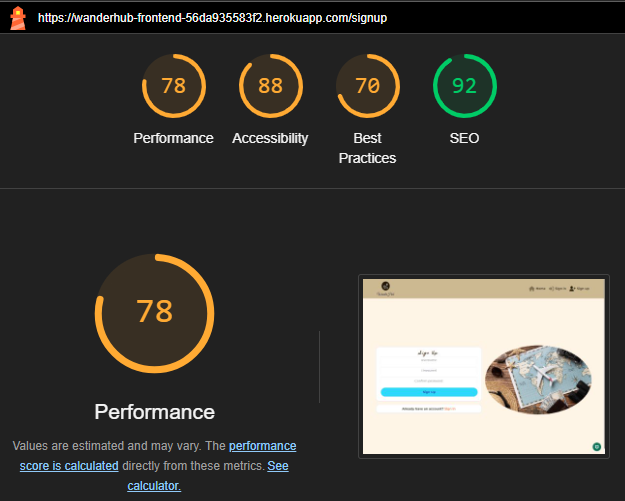 https://wanderhub-frontend-56da935583f2.herokuapp.com/signup
78 88 70 92
Performance Accessibility Best Practices SEO
78
Performance
Values are estimated and may vary. The performance
score is calculated directly from these metrics. See
calculator.
Home Sign in Sign up
Sign Up
Username
Password
Confirm password
Sign up
Already have an account? Sign in